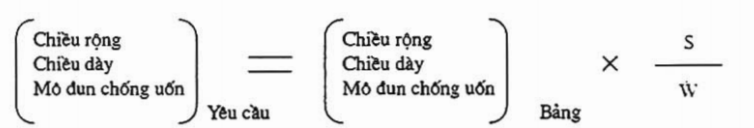 Chiều rộng
Chiều dày
Mô đun chống uốn
Yêu cầu
=
Chiều rộng
Chiều dày
Mô đun chống uốn
Bảng
×
S
W